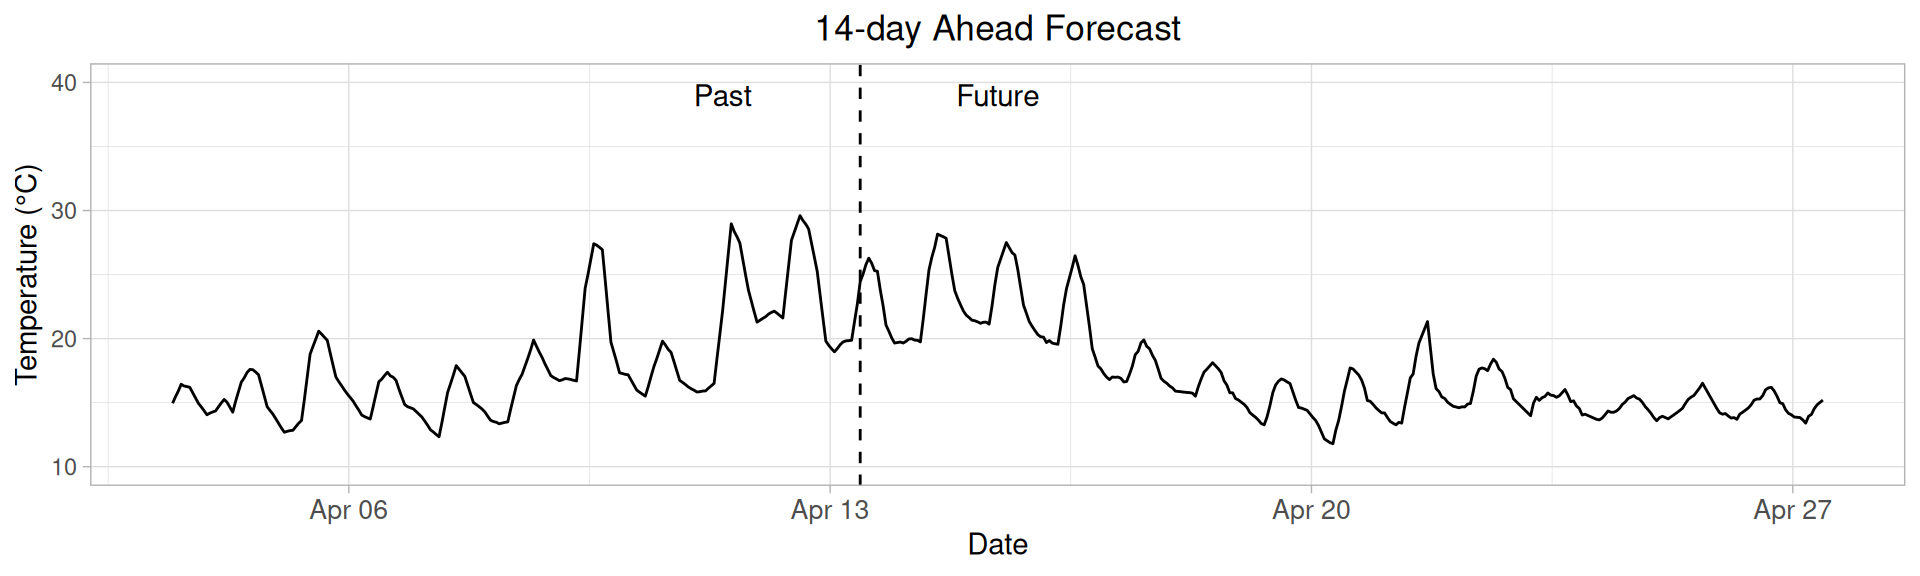 14-day Ahead Forecast
Past
Future
40
30
20
10
Temperature (°C)
Apr 06
Apr 13
Apr 20
Apr 27
Date